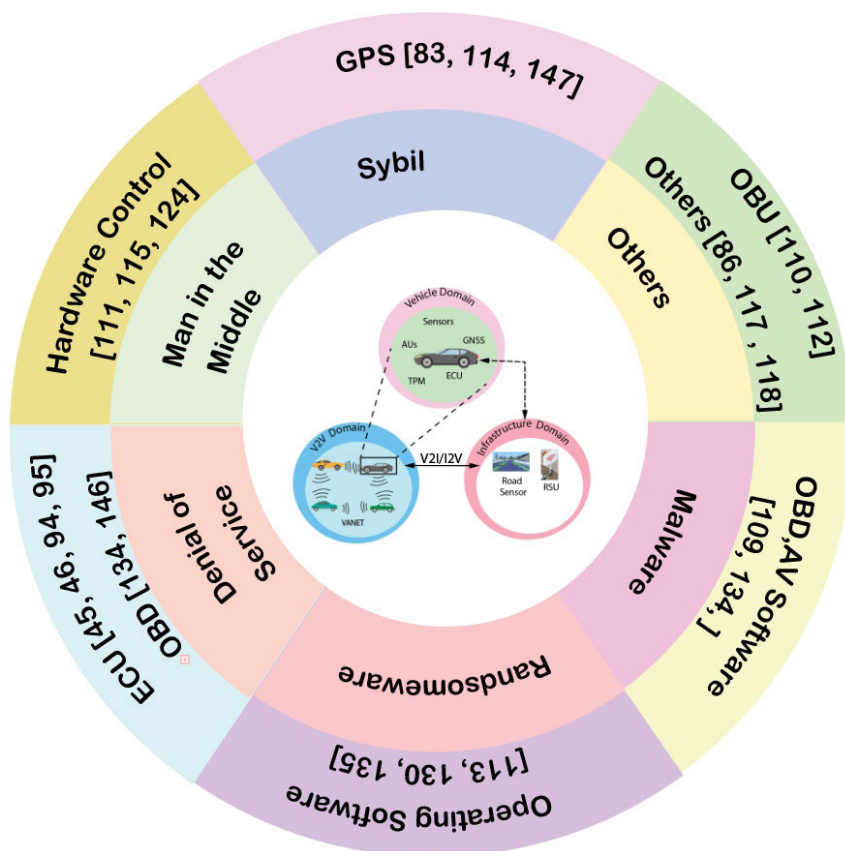 GPS [83, 114, 147]
Sybil
OBU [110, 112]
Others [86, 117, 118]
Others
OBD,AV Software
[109, 134,]
Malware
Operating Software
[113, 130, 135]
Randsomeware
ECU [45, 46, 94, 95]
OBD [134, 146]
Denial of
Service
Hardware Control
[111, 115, 124]
Man in the
Middle
Vehicle Domain
Sensors
AUs
GNSS
TPM
ECU
V2V Domain
VANET
V2I/I2V
Infrastructure Domain
Road
Sensor
RSU